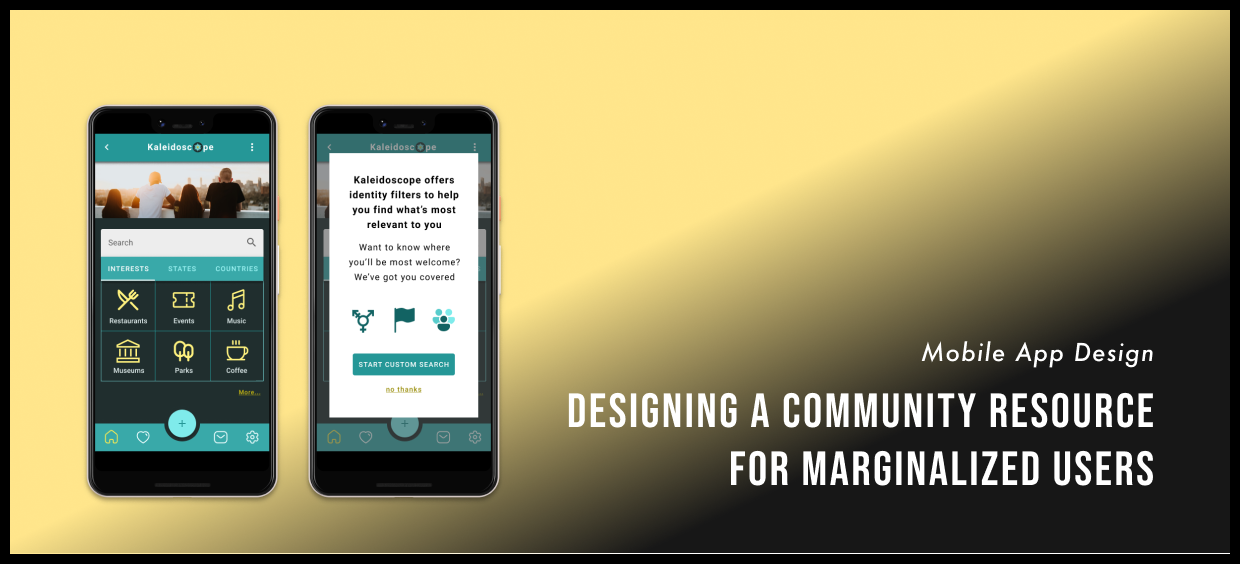 Kaleidoscope
Search
INTERESTS STATES COUNTRIES
Restaurants Events Music
Museums Parks Coffee
More...
Kaleidoscope
Kaleidoscope offers
identity filters to help
you find what's most
relevant to you
Want to know where
you'll be most welcome?
We've got you covered
START CUSTOM SEARCH
no thanks
Mobile App Design
DESIGNING A COMMUNITY RESOURCE
FOR MARGINALIZED USERS